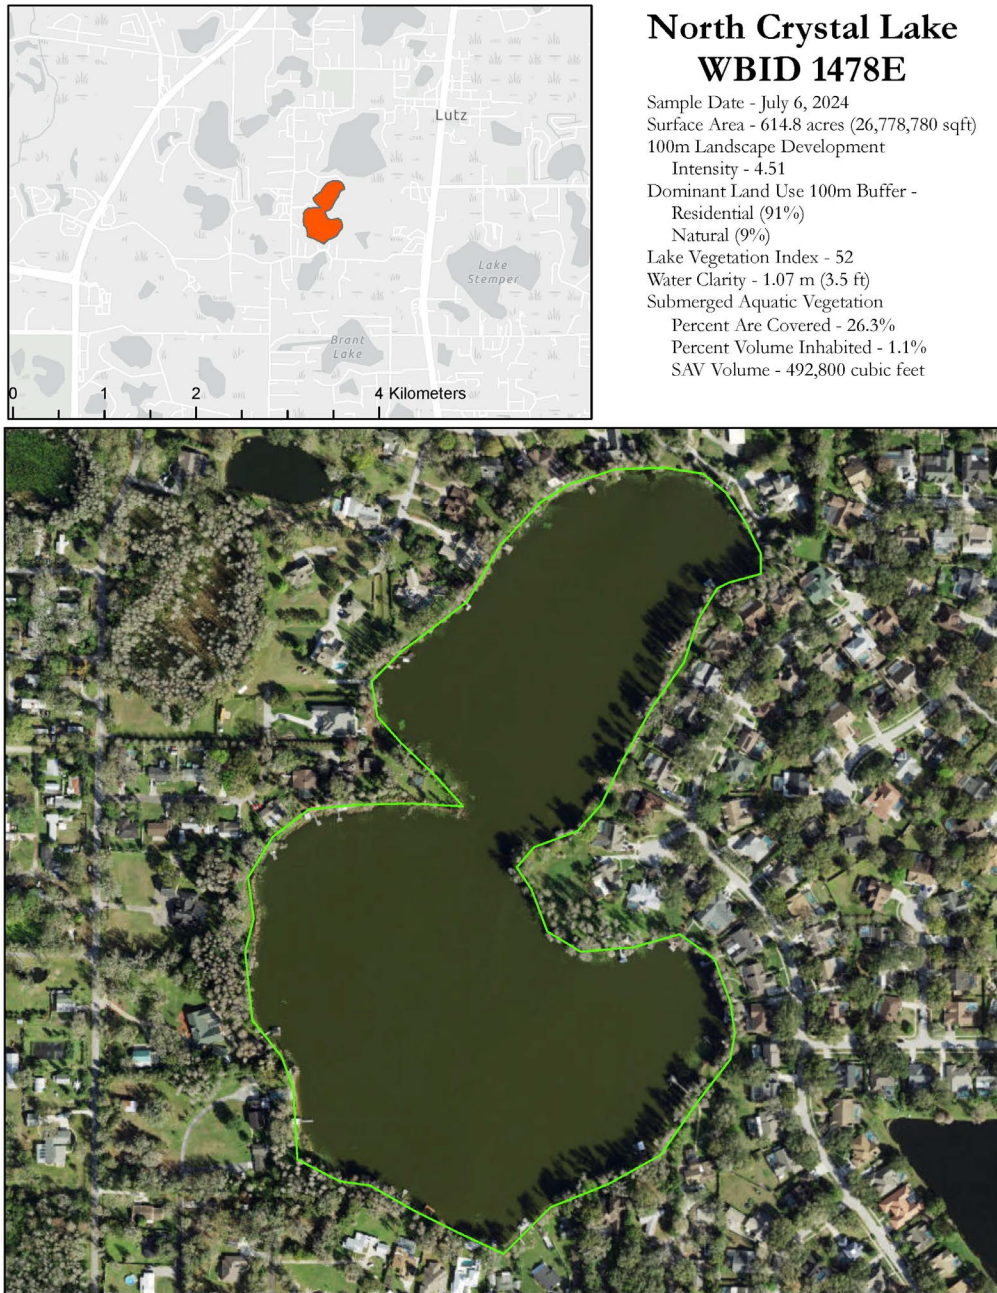 North Crystal Lake
WBID 1478E
Sample Date - July 6, 2024
Surface Area - 614.8 acres (26,778,780 sqft)
100m Landscape Development
Intensity - 4.51
Dominant Land Use 100m Buffer -
Residential (91%)
Natural (9%)
Lake Vegetation Index - 52
Water Clarity - 1.07 m (3.5 ft)
Submerged Aquatic Vegetation
Percent Are Covered - 26.3%
Percent Volume Inhabited - 1.1%
SAV Volume - 492,800 cubic feet
Lutz
Lake
Stemper
Brant
Lake
0 1 2 4 Kilometers